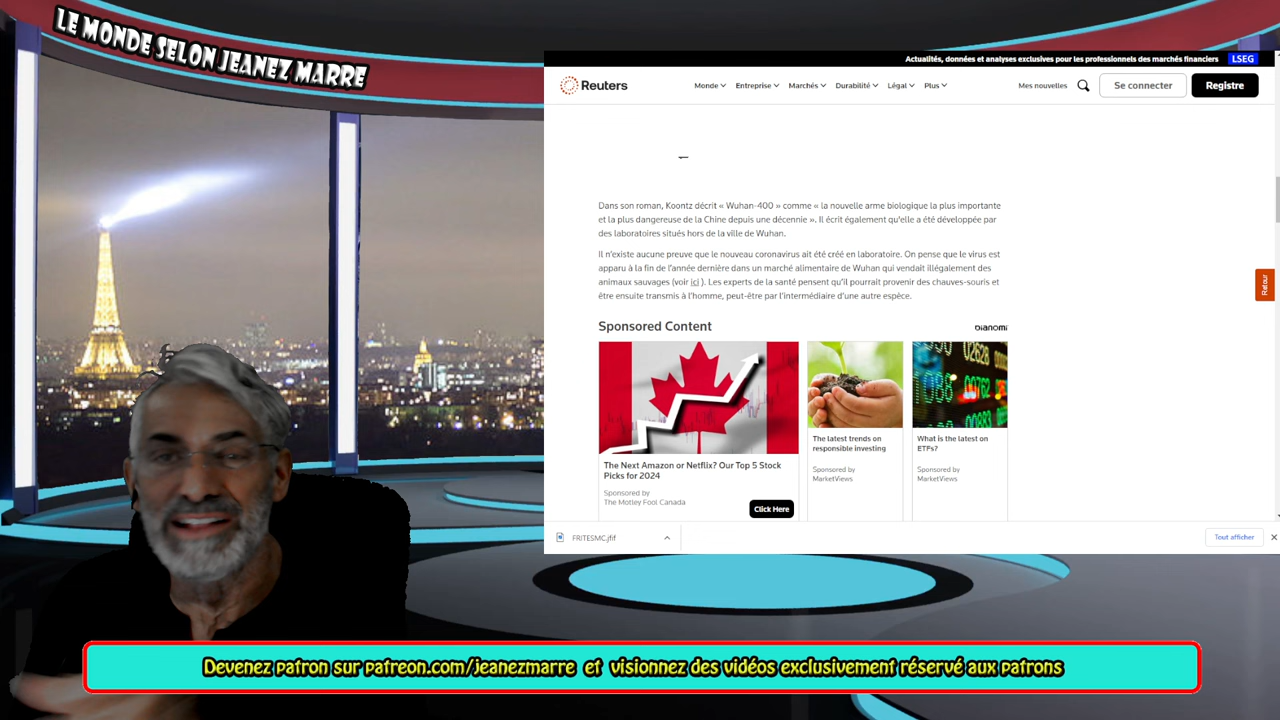 LE MONDE SELON JEANEZ MARRE
Actualités, données et analyses exclusives pour les professionnels des marchés financiers LSEG
Reuters Monde Entreprise Marchés Durabilité Légal Plus Mes nouvelles Se connecter Registre
Dans son roman, Koontz décrit « Wuhan-400 » comme « la nouvelle arme biologique la plus importante
et la plus dangereuse de la Chine depuis une décennie ». Il écrit également qu'elle a été développée par
des laboratoires situés hors de la ville de Wuhan.
Il n'existe aucune preuve que le nouveau coronavirus ait été créé en laboratoire. On pense que le virus est
apparu à la fin de l'année dernière dans un marché alimentaire de Wuhan qui vendait illégalement des
animaux sauvages (voir ici ). Les experts de la santé pensent qu'il pourrait provenir des chauves-souris et
être ensuite transmis à l'homme, peut-être par l'intermédiaire d'une autre espèce.
Retour
Sponsored Content
02628
00762
00883
The Next Amazon or Netflix? Our Top 5 Stock
Picks for 2024
Sponsored by
The Motley Fool Canada
Click Here
The latest trends on
responsible investing
Sponsored by
MarketViews
What is the latest on
ETFs?
Sponsored by
MarketViews
FRITESMC.jfif
Tout afficher
Devenez patron sur patreon.com/jeanezmarre et visionnez des vidéos exclusivement réservé aux patrons